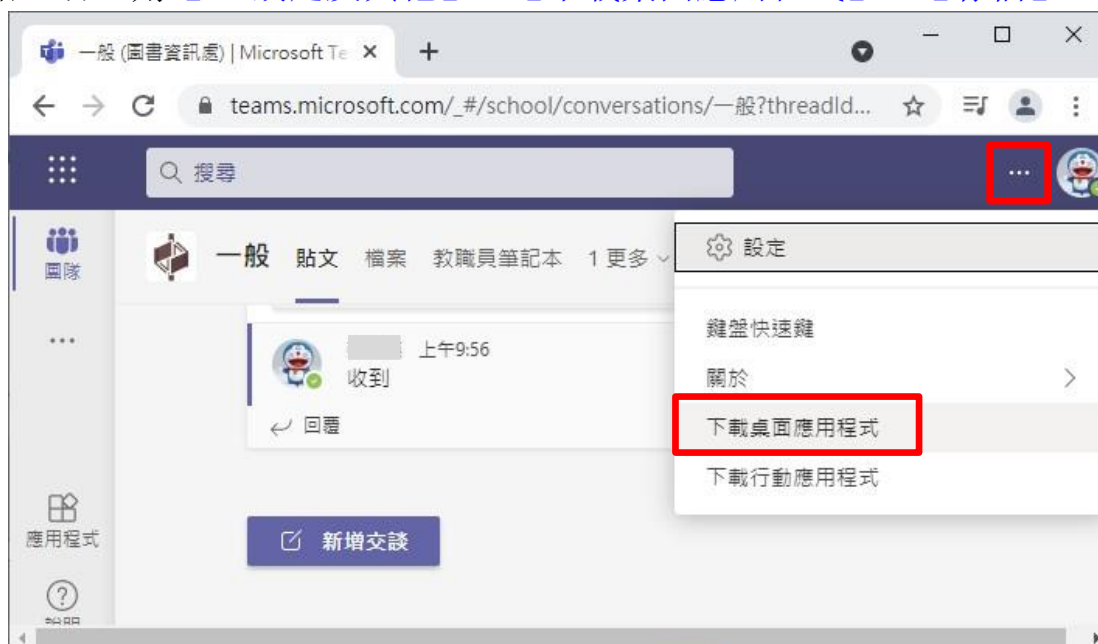 一般 (圖書資訊處) | Microsoft Te
teams.microsoft.com/_#/school/conversations/一般?threadId...
搜尋
團隊
一般 貼文 檔案 教職員筆記本 1 更多
設定
鍵盤快速鍵
關於
下載桌面應用程式
下載行動應用程式
上午9:56
收到
回覆
新增交談
應用程式